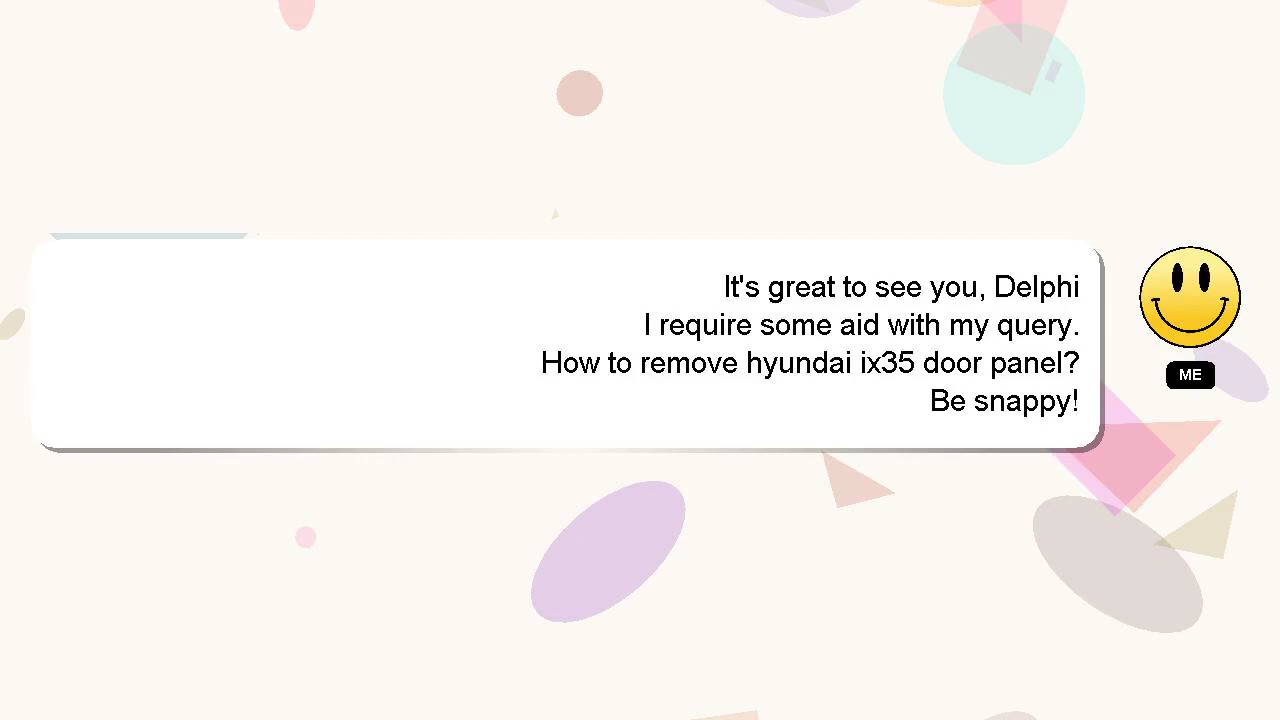 It's great to see you, Delphi
I require some aid with my query.
How to remove hyundai ix35 door panel?
Be snappy!
ME